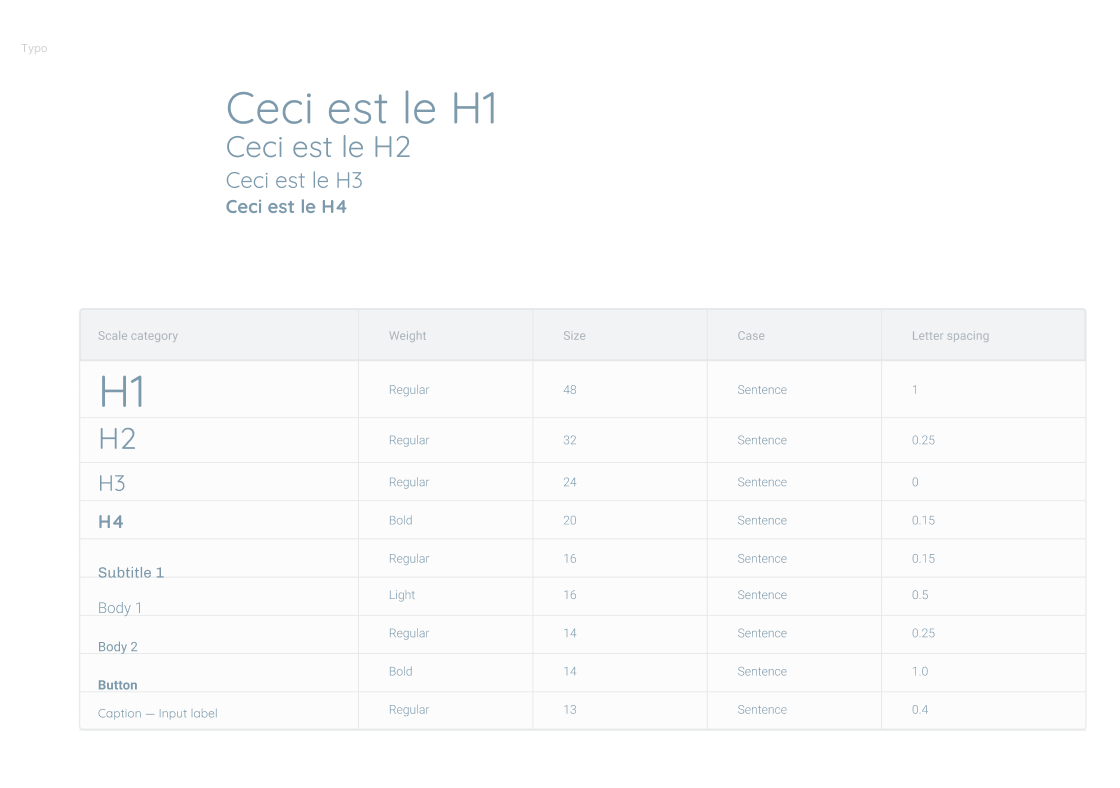 Typo
Ceci est le H1
Ceci est le H2
Ceci est le H3
Ceci est le H4
Scale category Weight Size Case Letter spacing
H1 Regular 48 Sentence 1
H2 Regular 32 Sentence 0.25
H3 Regular 24 Sentence 0
H4 Bold 20 Sentence 0.15
Subtitle 1 Regular 16 Sentence 0.15
Body 1 Light 16 Sentence 0.5
Body 2 Regular 14 Sentence 0.25
Button Bold 14 Sentence 1.0
Caption — Input label Regular 13 Sentence 0.4